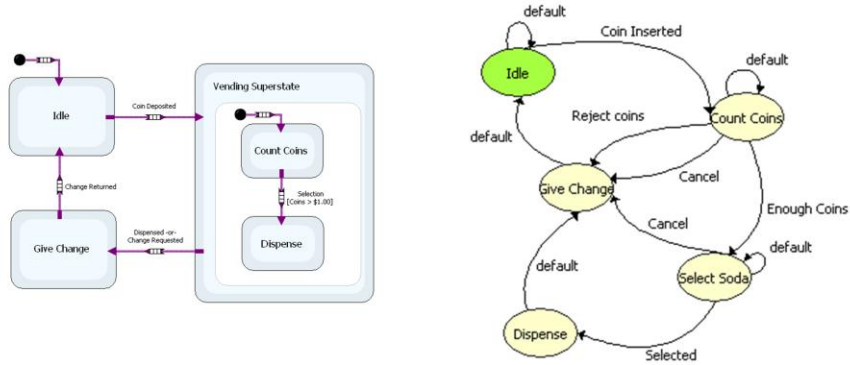 Vending Superstate
Idle
Coin Deposited
Count Coins
Change Returned
Selection
[Coins > $1.00]
Give Change
Dispensed -or-
Change Requested
Dispense
default
Coin Inserted
Idle
default
Count Coins
Reject coins
default
Cancel
Give Change
Enough Coins
Cancel
default
default
Select Soda
Dispense
Selected